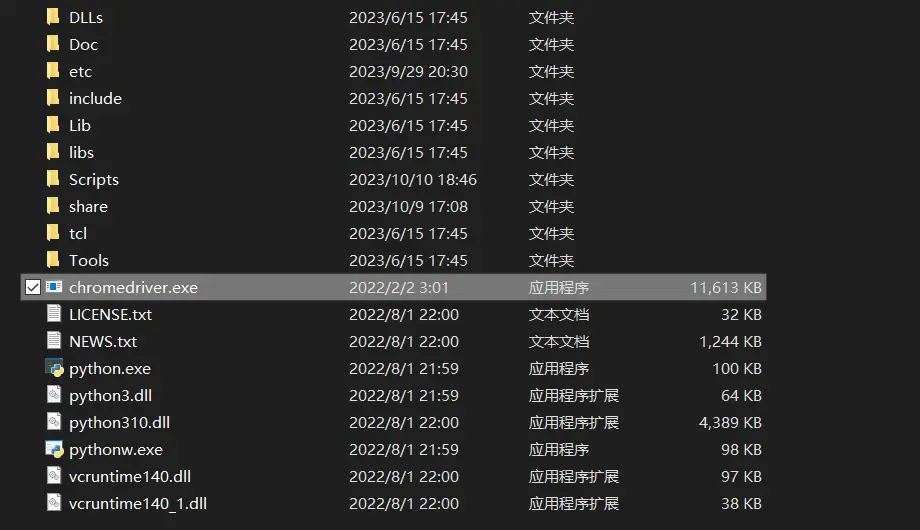 DLLs 2023/6/15 17:45 文件夹
Doc 2023/6/15 17:45 文件夹
etc 2023/9/29 20:30 文件夹
include 2023/6/15 17:45 文件夹
Lib 2023/6/15 17:45 文件夹
libs 2023/6/15 17:45 文件夹
Scripts 2023/10/10 18:46 文件夹
share 2023/10/9 17:08 文件夹
tcl 2023/6/15 17:45 文件夹
Tools 2023/6/15 17:45 文件夹
chromedriver.exe 2022/2/2 3:01 应用程序 11,613 KB
LICENSE.txt 2022/8/1 22:00 文本文档 32 KB
NEWS.txt 2022/8/1 22:00 文本文档 1,244 KB
python.exe 2022/8/1 21:59 应用程序 100 KB
python3.dll 2022/8/1 21:59 应用程序扩展 64 KB
python310.dll 2022/8/1 22:00 应用程序扩展 4,389 KB
pythonw.exe 2022/8/1 21:59 应用程序 98 KB
vcruntime140.dll 2022/8/1 22:00 应用程序扩展 97 KB
vcruntime140_1.dll 2022/8/1 22:00 应用程序扩展 38 KB